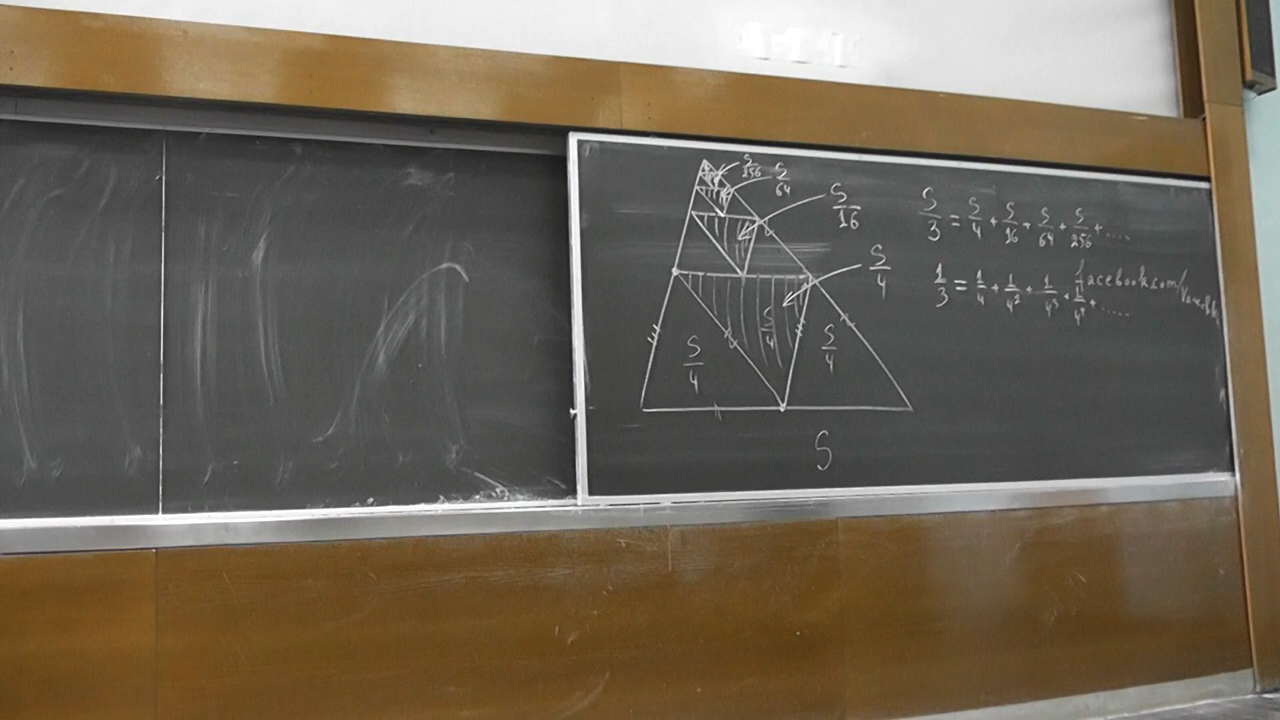 S/256 S/64
S/16
S/4
S/4
S/4 S/4
S
S/3 = S/4 + S/16 + S/64 + S/256 + ....
1/3 = 1/4 + 1/4² + 1/4³ + 1/4⁴ + .....
facebook.com/